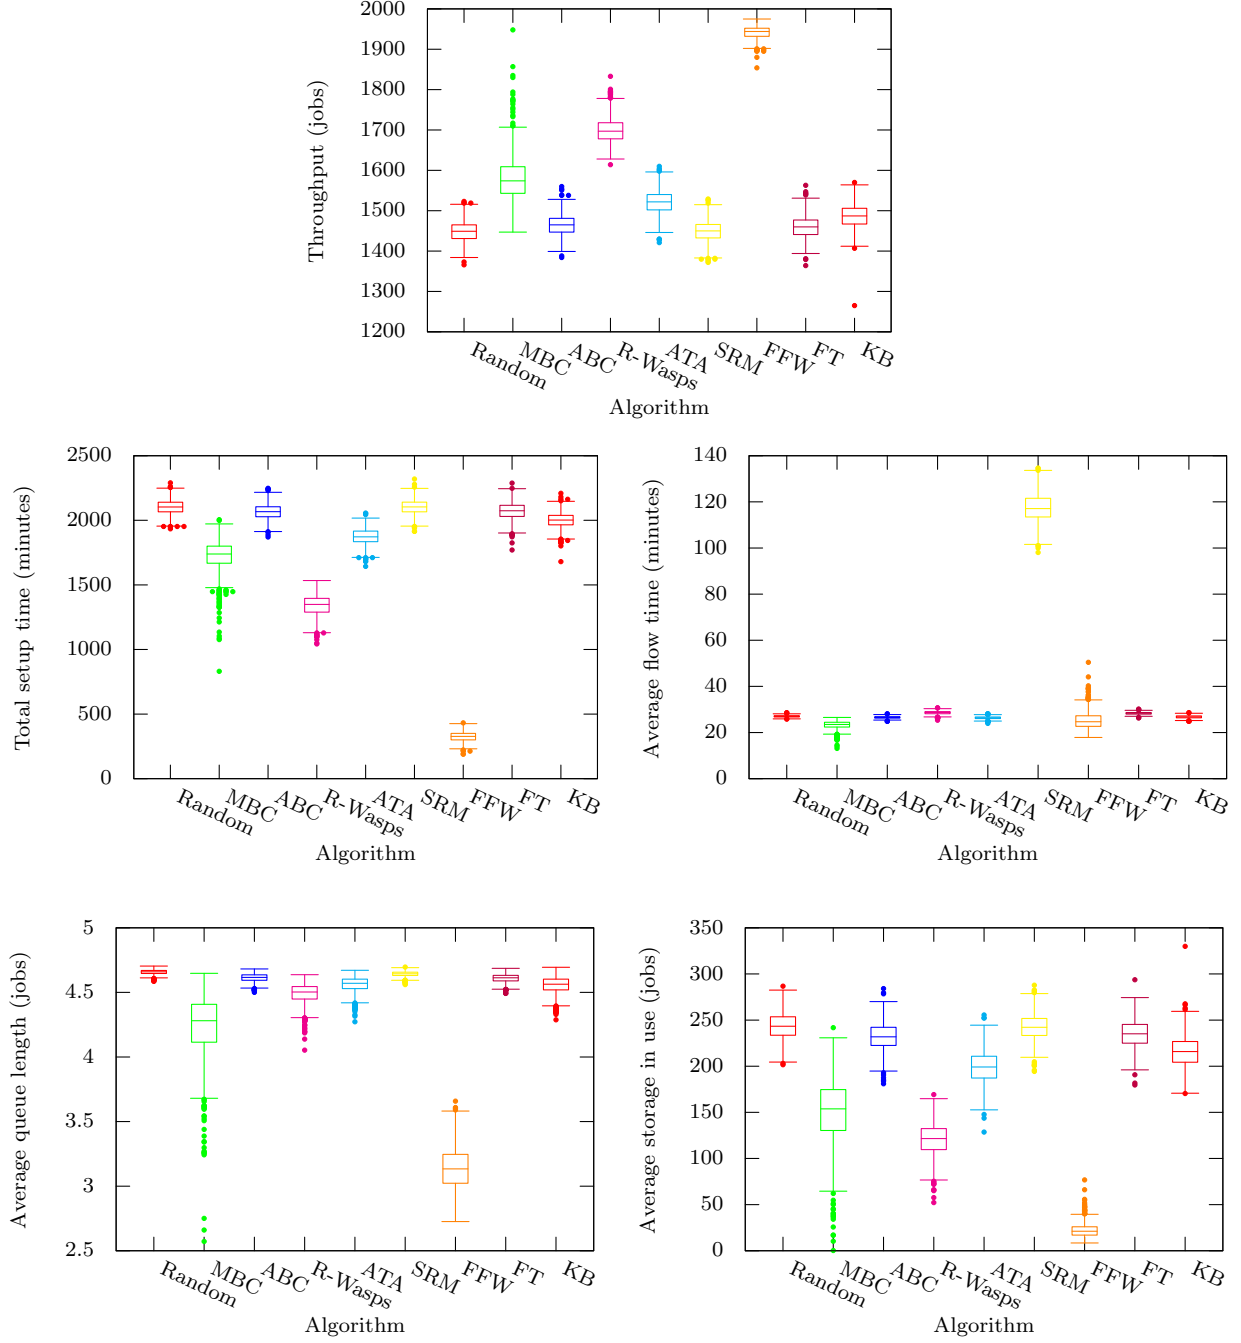 Throughput (jobs)
2000
1900
1800
1700
1600
1500
1400
1300
1200
Random
MBC
ABC
R-Wasps
ATA
SRM
FFW
FT
KB
Algorithm
Total setup time (minutes)
2500
2000
1500
1000
500
0
Random
MBC
ABC
R-Wasps
ATA
SRM
FFW
FT
KB
Algorithm
Average flow time (minutes)
140
120
100
80
60
40
20
0
Random
MBC
ABC
R-Wasps
ATA
SRM
FFW
FT
KB
Algorithm
Average queue length (jobs)
5
4.5
4
3.5
3
2.5
Random
MBC
ABC
R-Wasps
ATA
SRM
FFW
FT
KB
Algorithm
Average storage in use (jobs)
350
300
250
200
150
100
50
0
Random
MBC
ABC
R-Wasps
ATA
SRM
FFW
FT
KB
Algorithm